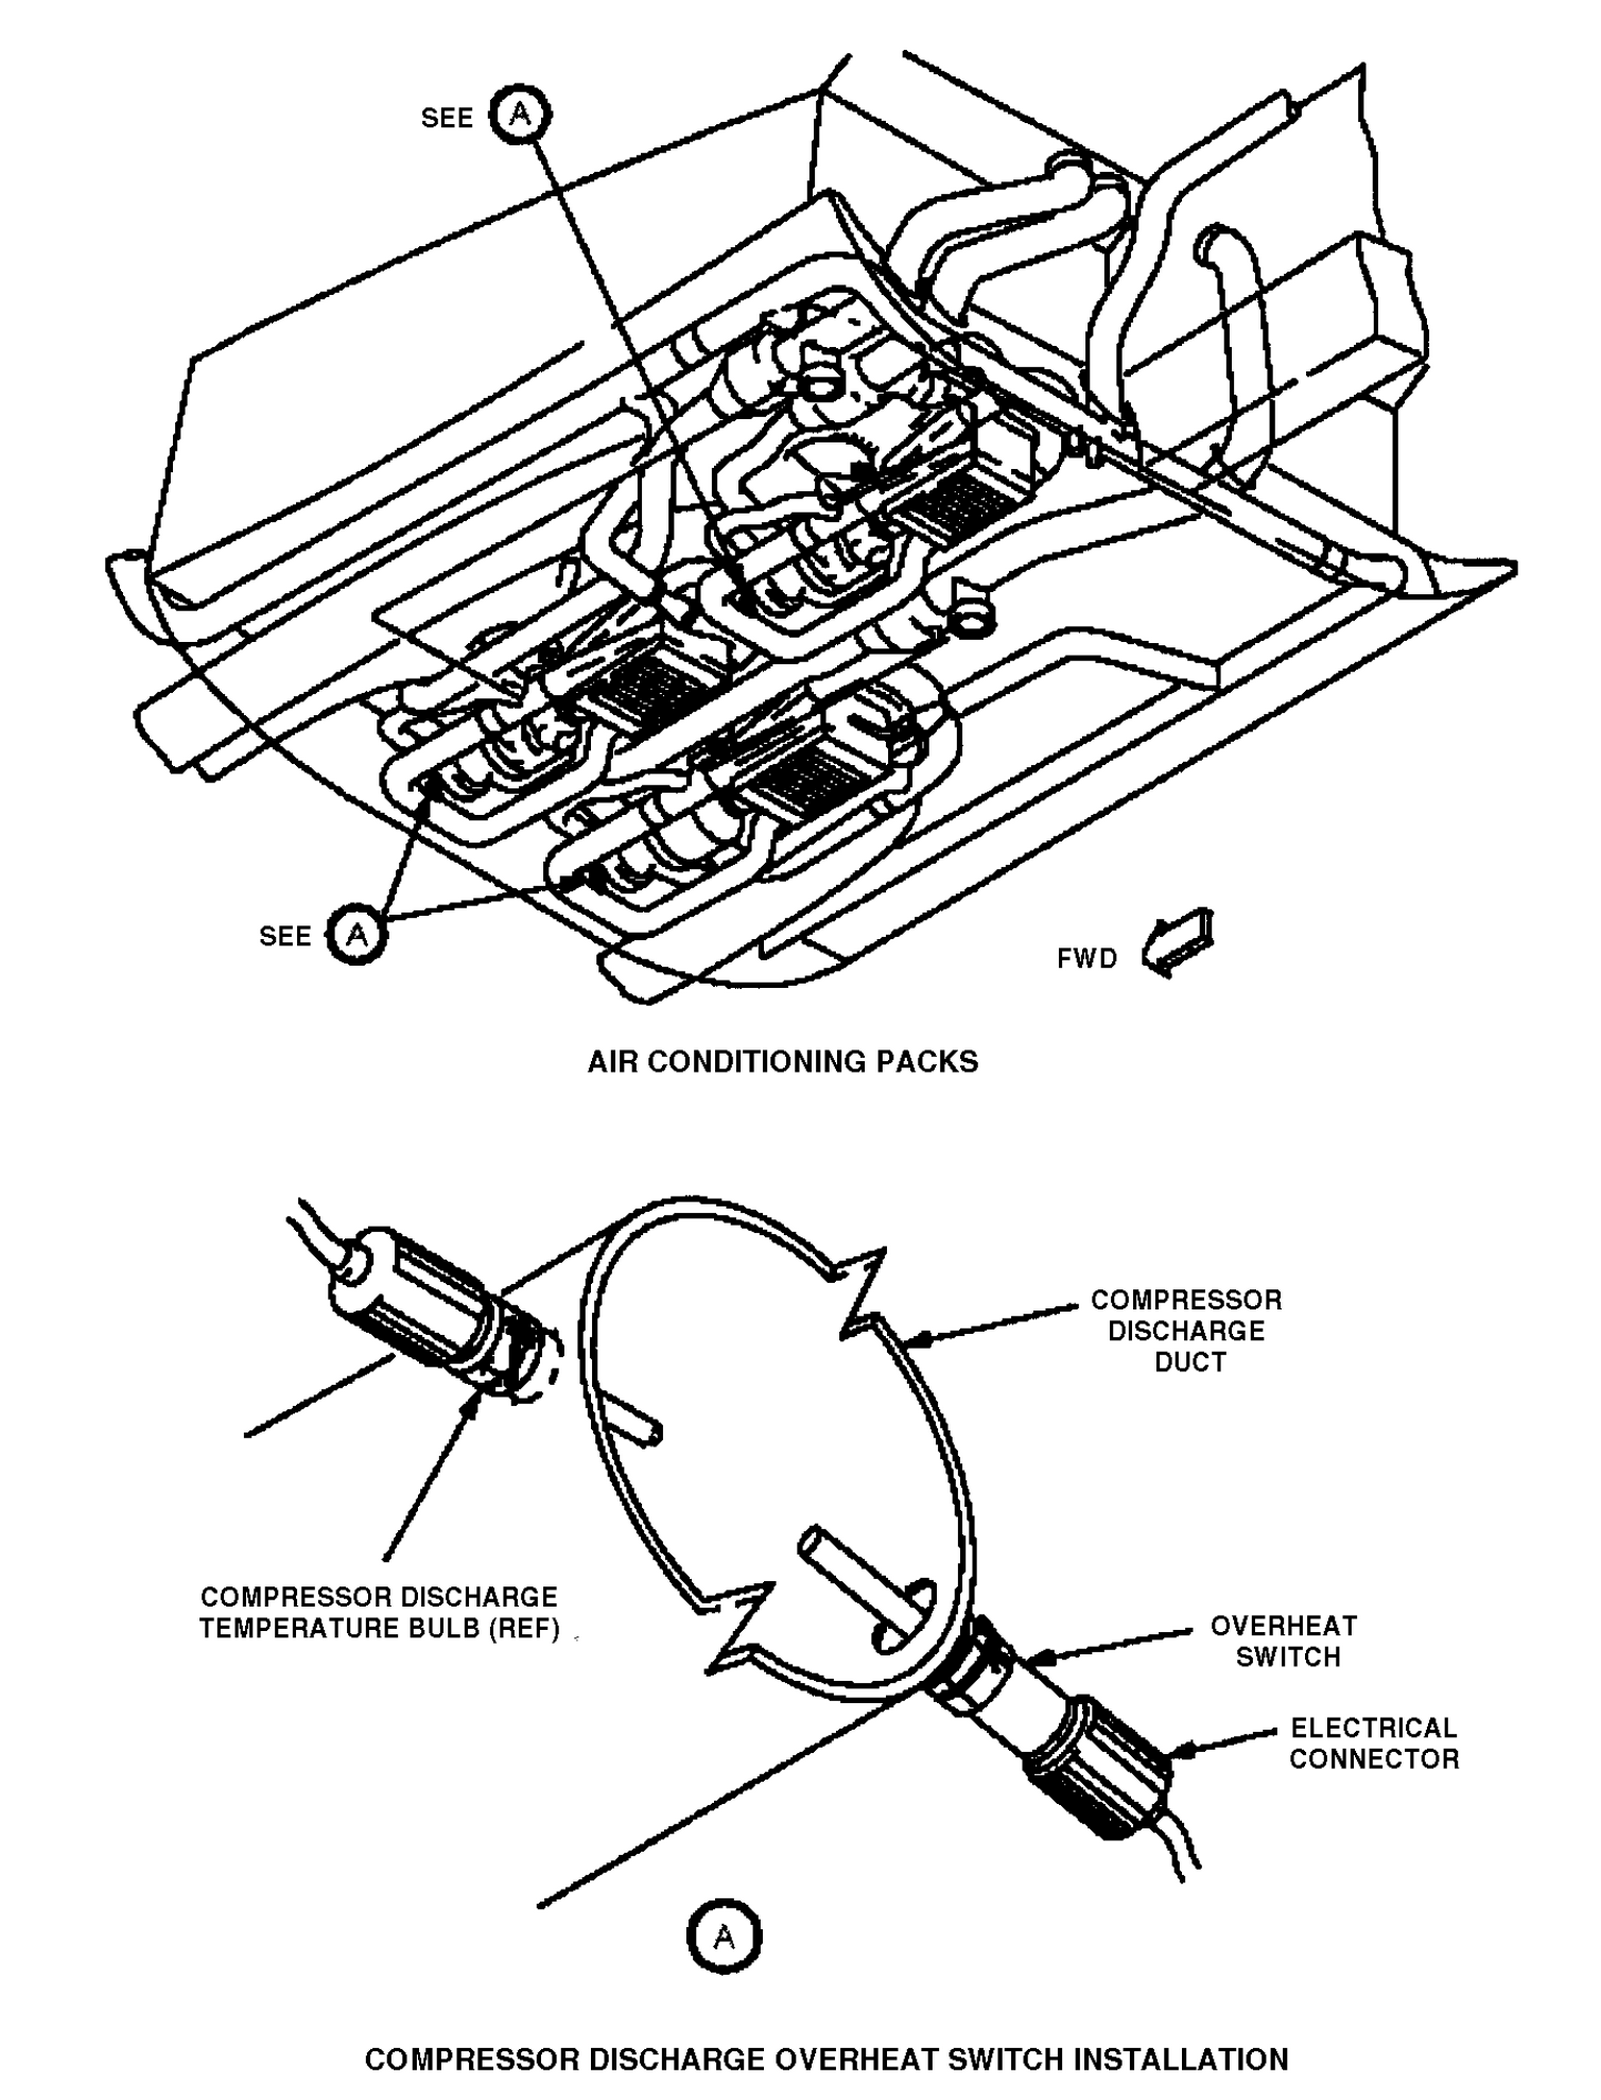 SEE A
SEE A
FWD
AIR CONDITIONING PACKS
COMPRESSOR
DISCHARGE
DUCT
COMPRESSOR DISCHARGE
TEMPERATURE BULB (REF)
OVERHEAT
SWITCH
ELECTRICAL
CONNECTOR
A
COMPRESSOR DISCHARGE OVERHEAT SWITCH INSTALLATION